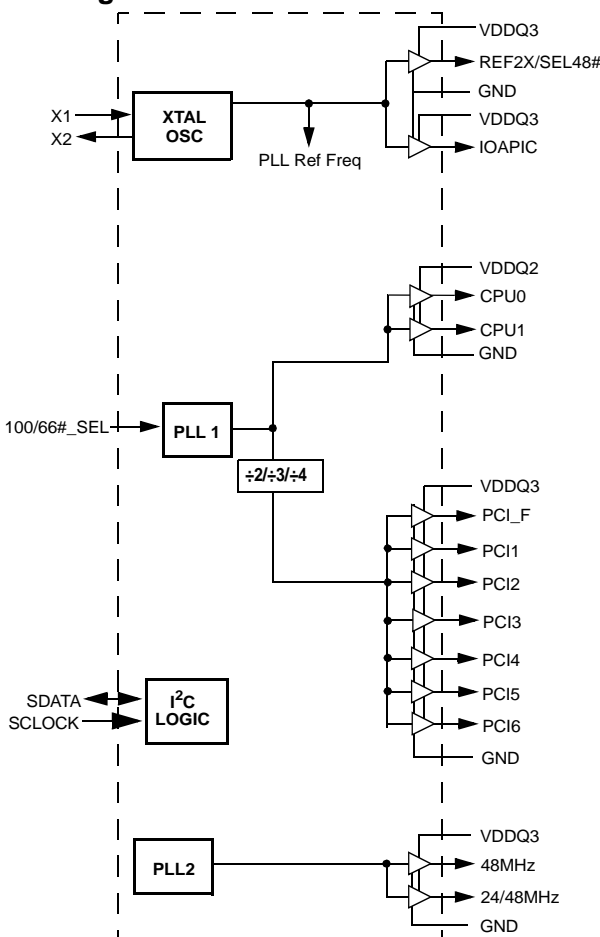 VDDQ3
REF2X/SEL48#
GND
X1
X2
XTAL
OSC
VDDQ3
IOAPIC
PLL Ref Freq
VDDQ2
CPU0
CPU1
GND
100/66#_SEL
PLL 1
÷2/÷3/÷4
VDDQ3
PCI_F
PCI1
PCI2
PCI3
PCI4
PCI5
PCI6
GND
SDATA
SCLOCK
I²C
LOGIC
PLL2
VDDQ3
48MHz
24/48MHz
GND